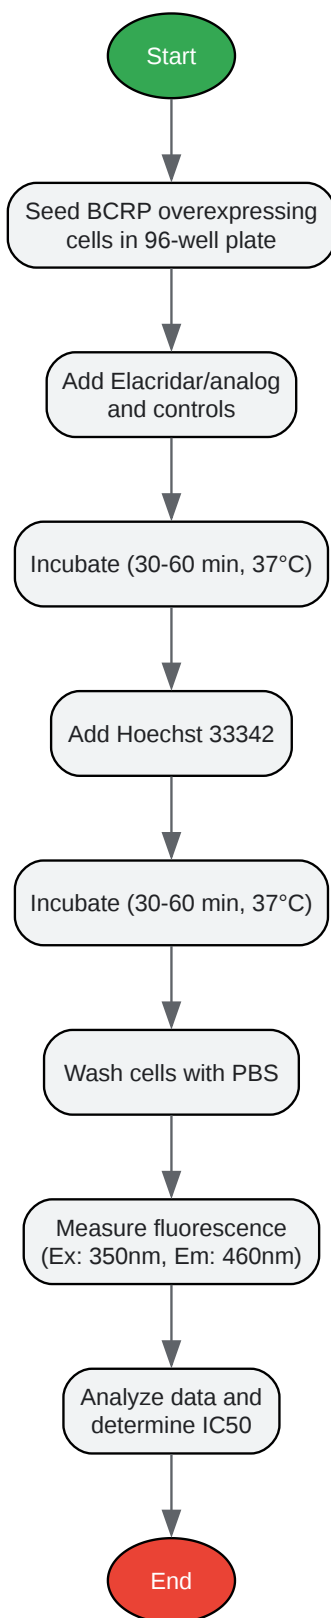 Start
Seed BCRP overexpressing
cells in 96-well plate
Add Elacridar/analog
and controls
Incubate (30-60 min, 37°C)
Add Hoechst 33342
Incubate (30-60 min, 37°C)
Wash cells with PBS
Measure fluorescence
(Ex: 350nm, Em: 460nm)
Analyze data and
determine IC50
End